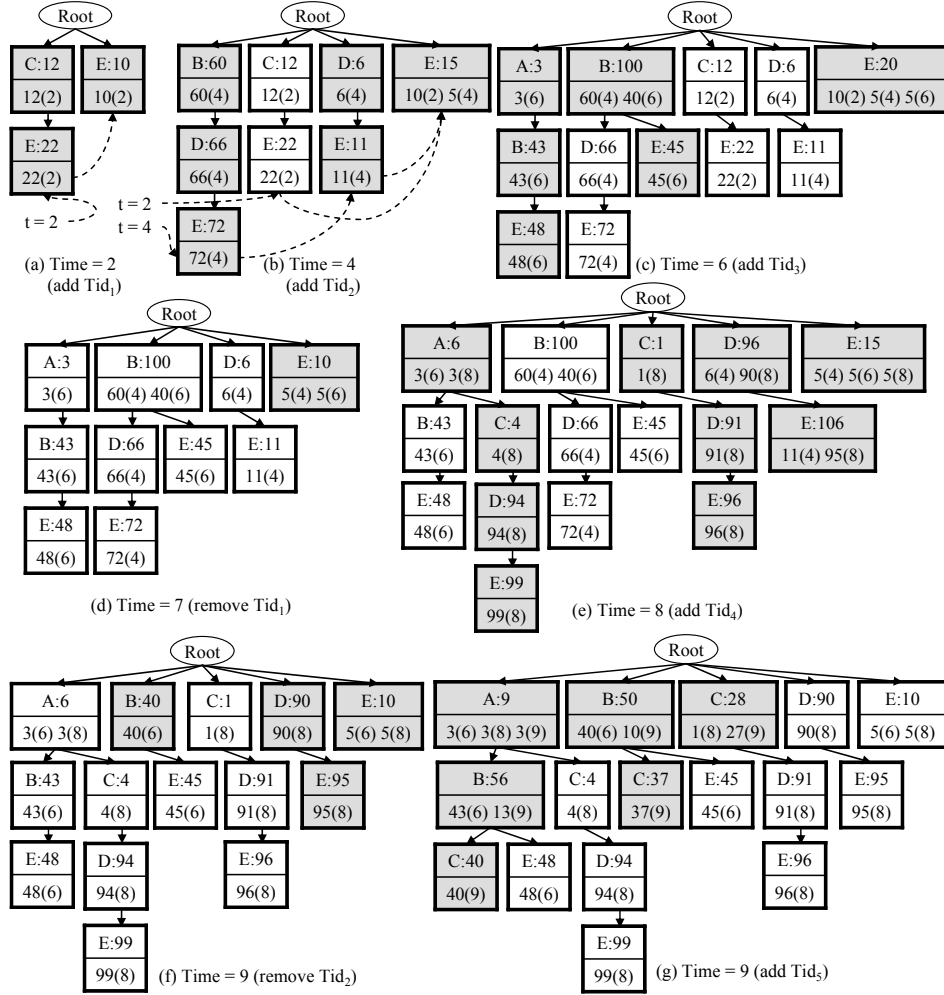 Root
C:12 E:10
12(2) 10(2)
E:22
22(2)
t = 2
(a) Time = 2
(add Tid1)
Root
B:60 C:12 D:6 E:15
60(4) 12(2) 6(4) 10(2) 5(4)
D:66 E:22 E:11
66(4) 22(2) 11(4)
t = 2
t = 4
E:72
72(4)
(b) Time = 4
(add Tid2)
Root
A:3 B:100 C:12 D:6 E:20
3(6) 60(4) 40(6) 12(2) 6(4) 10(2) 5(4) 5(6)
B:43 D:66 E:45 E:22 E:11
43(6) 66(4) 45(6) 22(2) 11(4)
E:48 E:72
48(6) 72(4)
(c) Time = 6 (add Tid3)
Root
A:3 B:100 D:6 E:10
3(6) 60(4) 40(6) 6(4) 5(4) 5(6)
B:43 D:66 E:45 E:11
43(6) 66(4) 45(6) 11(4)
E:48 E:72
48(6) 72(4)
(d) Time = 7 (remove Tid1)
Root
A:6 B:100 C:1 D:96 E:15
3(6) 3(8) 60(4) 40(6) 1(8) 6(4) 90(8) 5(4) 5(6) 5(8)
B:43 C:4 D:66 E:45 D:91 E:106
43(6) 4(8) 66(4) 45(6) 91(8) 11(4) 95(8)
E:48 D:94 E:72 E:96
48(6) 94(8) 72(4) 96(8)
E:99
99(8)
(e) Time = 8 (add Tid4)
Root
A:6 B:40 C:1 D:90 E:10
3(6) 3(8) 40(6) 1(8) 90(8) 5(6) 5(8)
B:43 C:4 E:45 D:91 E:95
43(6) 4(8) 45(6) 91(8) 95(8)
E:48 D:94 E:96
48(6) 94(8) 96(8)
E:99
99(8)
(f) Time = 9 (remove Tid2)
Root
A:9 B:50 C:28 D:90 E:10
3(6) 3(8) 3(9) 40(6) 10(9) 1(8) 27(9) 90(8) 5(6) 5(8)
B:56 C:4 C:37 E:45 D:91 E:95
43(6) 13(9) 4(8) 37(9) 45(6) 91(8) 95(8)
C:40 E:48 D:94 E:96
40(9) 48(6) 94(8) 96(8)
E:99
99(8)
(g) Time = 9 (add Tid5)